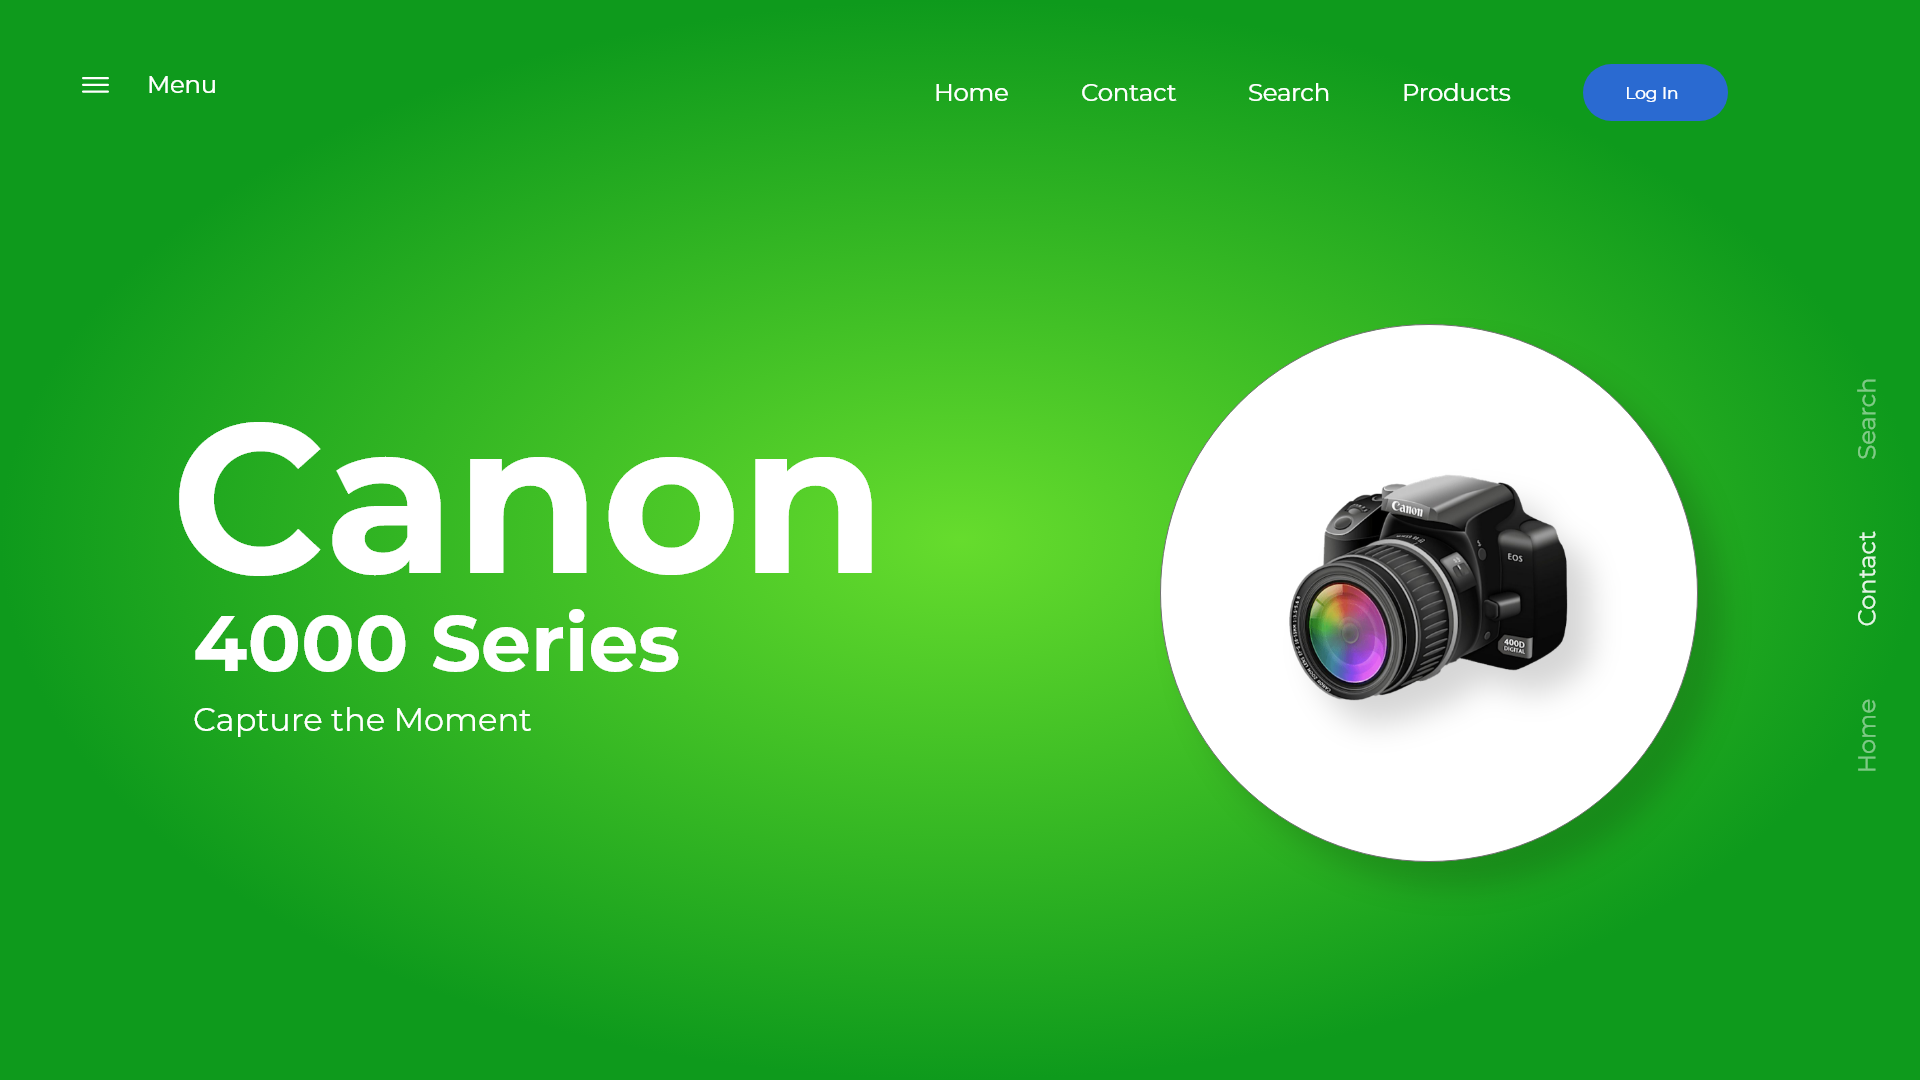 Menu
Home
Contact
Search
Products
Log In
Canon
4000 Series
Capture the Moment
Canon
EOS
400D
DIGITAL
Search
Contact
Home